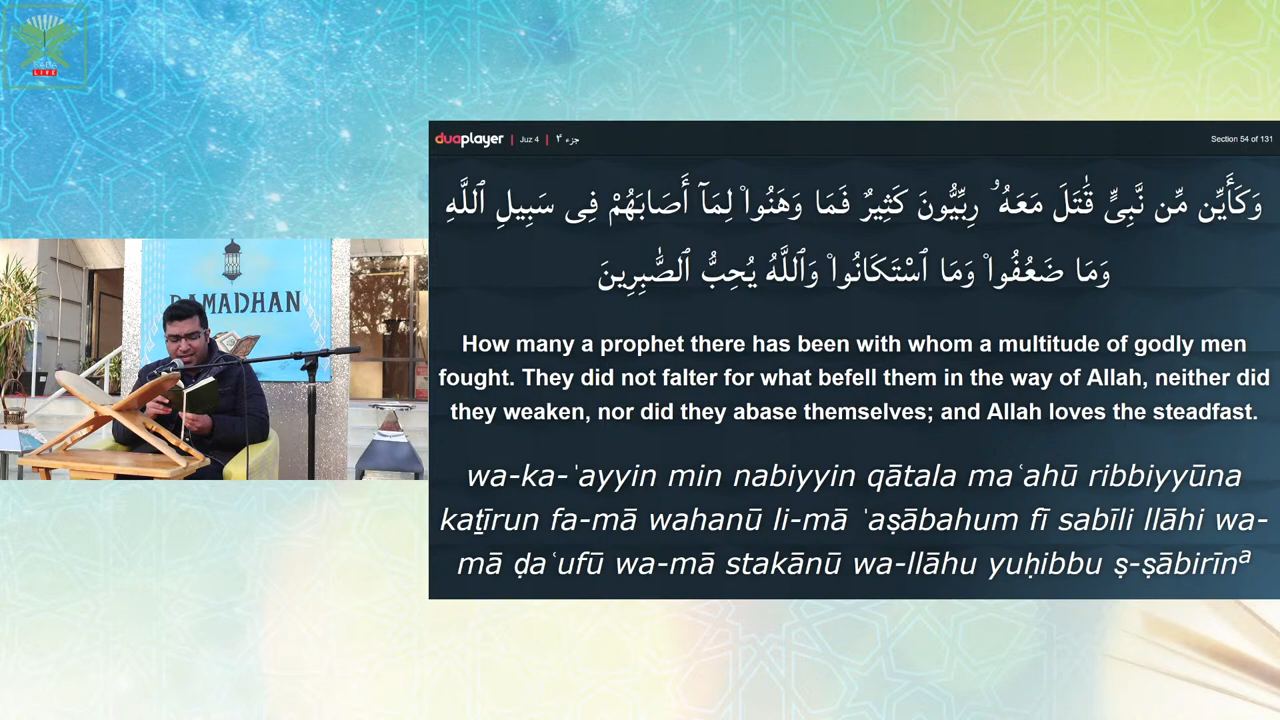 LIVE
duaplayer | Juz 4 | جزء ۴
Section 54 of 131
وَكَأَيِّن مِّن نَّبِىٍّ قَٰتَلَ مَعَهُۥ رِبِّيُّونَ كَثِيرٌ فَمَا وَهَنُوا۟ لِمَآ أَصَابَهُمْ فِى سَبِيلِ ٱللَّهِ
وَمَا ضَعُفُوا۟ وَمَا ٱسْتَكَانُوا۟ وَٱللَّهُ يُحِبُّ ٱلصَّٰبِرِينَ
How many a prophet there has been with whom a multitude of godly men
fought. They did not falter for what befell them in the way of Allah, neither did
they weaken, nor did they abase themselves; and Allah loves the steadfast.
wa-ka-ʾayyin min nabiyyin qātala maʿahū ribbiyyūna
kaṯīrun fa-mā wahanū li-mā ʾaṣābahum fī sabīli llāhi wa-
mā ḍaʿufū wa-mā stakānū wa-llāhu yuḥibbu ṣ-ṣābirīnᵃ
RAMADHAN